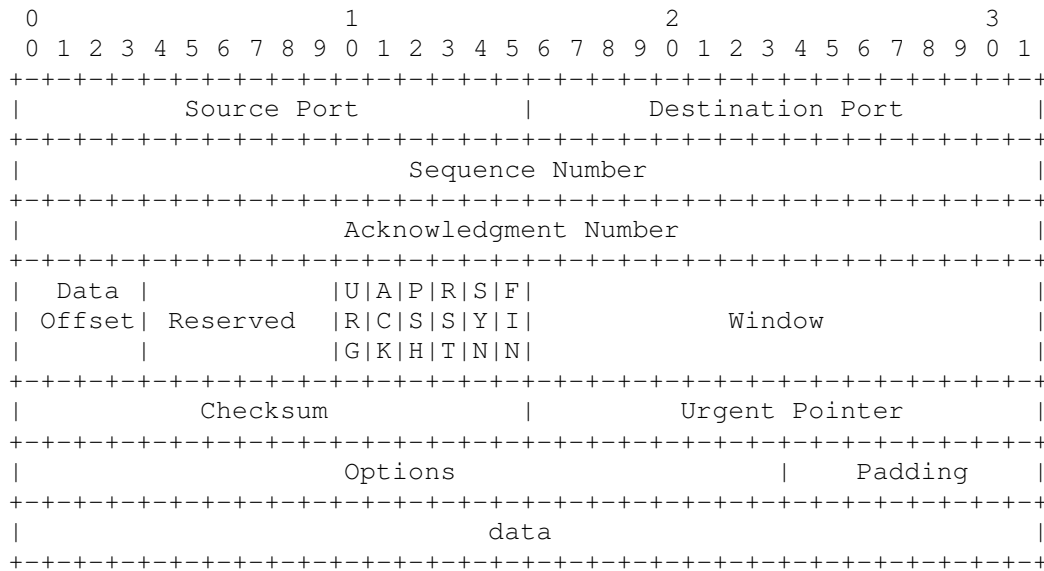 0                   1                   2                   3
0 1 2 3 4 5 6 7 8 9 0 1 2 3 4 5 6 7 8 9 0 1 2 3 4 5 6 7 8 9 0 1
+-+-+-+-+-+-+-+-+-+-+-+-+-+-+-+-+-+-+-+-+-+-+-+-+-+-+-+-+-+-+-+-+
|          Source Port          |       Destination Port        |
+-+-+-+-+-+-+-+-+-+-+-+-+-+-+-+-+-+-+-+-+-+-+-+-+-+-+-+-+-+-+-+-+
|                        Sequence Number                        |
+-+-+-+-+-+-+-+-+-+-+-+-+-+-+-+-+-+-+-+-+-+-+-+-+-+-+-+-+-+-+-+-+
|                    Acknowledgment Number                      |
+-+-+-+-+-+-+-+-+-+-+-+-+-+-+-+-+-+-+-+-+-+-+-+-+-+-+-+-+-+-+-+-+
|  Data |           |U|A|P|R|S|F|                               |
| Offset| Reserved  |R|C|S|S|Y|I|            Window             |
|       |           |G|K|H|T|N|N|                               |
+-+-+-+-+-+-+-+-+-+-+-+-+-+-+-+-+-+-+-+-+-+-+-+-+-+-+-+-+-+-+-+-+
|           Checksum            |         Urgent Pointer        |
+-+-+-+-+-+-+-+-+-+-+-+-+-+-+-+-+-+-+-+-+-+-+-+-+-+-+-+-+-+-+-+-+
|                    Options                    |    Padding    |
+-+-+-+-+-+-+-+-+-+-+-+-+-+-+-+-+-+-+-+-+-+-+-+-+-+-+-+-+-+-+-+-+
|                             data                              |
+-+-+-+-+-+-+-+-+-+-+-+-+-+-+-+-+-+-+-+-+-+-+-+-+-+-+-+-+-+-+-+-+